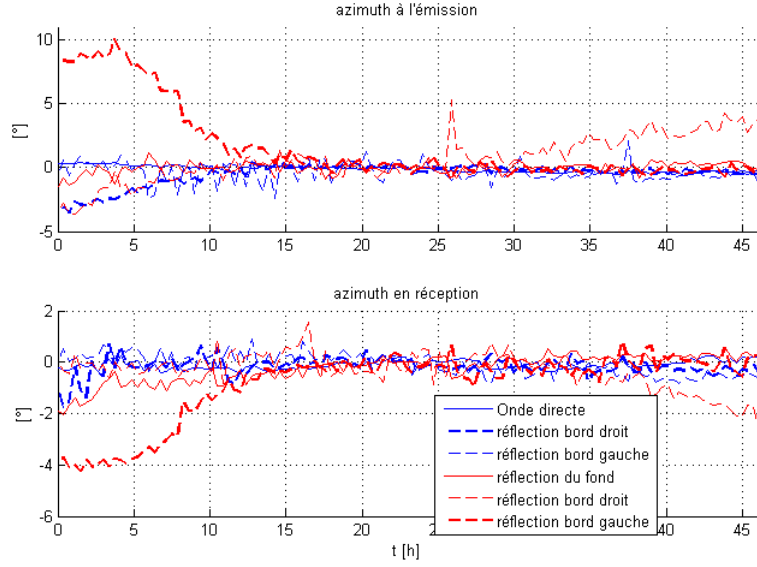 azimuth à l'émission
10
5
0
-5
[°]
0 5 10 15 20 25 30 35 40 45
azimuth en réception
2
0
-2
-4
-6
[°]
Onde directe
réflection bord droit
réflection bord gauche
réflection du fond
réflection bord droit
réflection bord gauche
0 5 10 15 20 2 40 45
t [h]